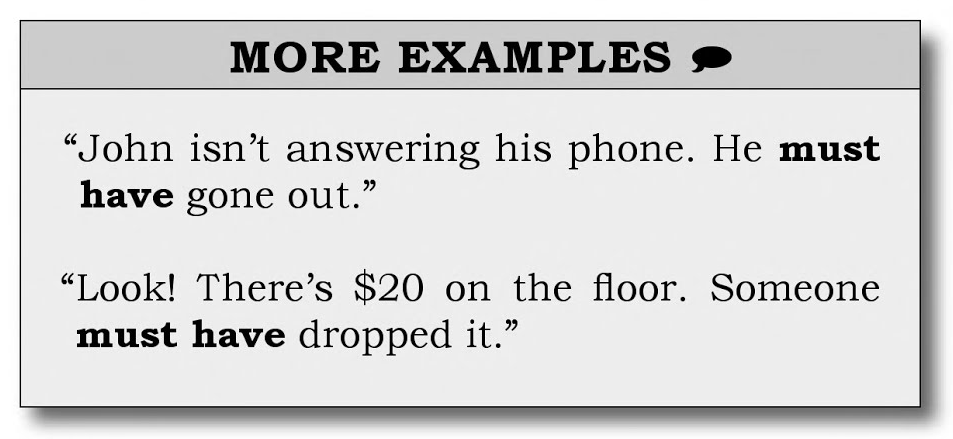 MORE EXAMPLES
“John isn’t answering his phone. He must
have gone out.”
“Look! There’s $20 on the floor. Someone
must have dropped it.”